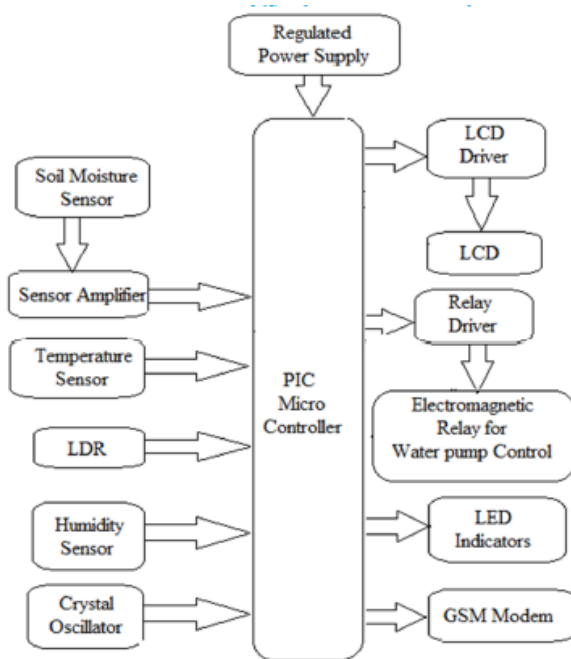 Regulated
Power Supply
Soil Moisture
Sensor
Sensor Amplifier
Temperature
Sensor
LDR
Humidity
Sensor
Crystal
Oscillator
PIC
Micro
Controller
LCD
Driver
LCD
Relay
Driver
Electromagnetic
Relay for
Water pump Control
LED
Indicators
GSM Modem